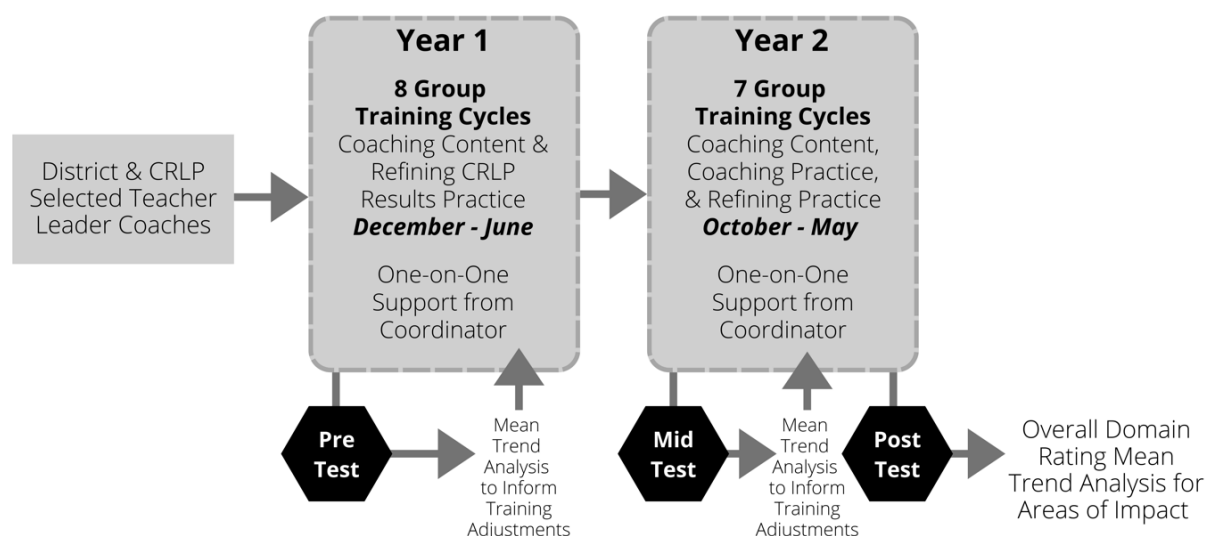 District & CRLP
Selected Teacher
Leader Coaches
Year 1
8 Group
Training Cycles
Coaching Content &
Refining CRLP
Results Practice
December - June
One-on-One
Support from
Coordinator
Year 2
7 Group
Training Cycles
Coaching Content,
Coaching Practice,
& Refining Practice
October - May
One-on-One
Support from
Coordinator
Pre
Test
Mean
Trend
Analysis
to Inform
Training
Adjustments
Mid
Test
Mean
Trend
Analysis
to Inform
Training
Adjustments
Post
Test
Overall Domain
Rating Mean
Trend Analysis for
Areas of Impact